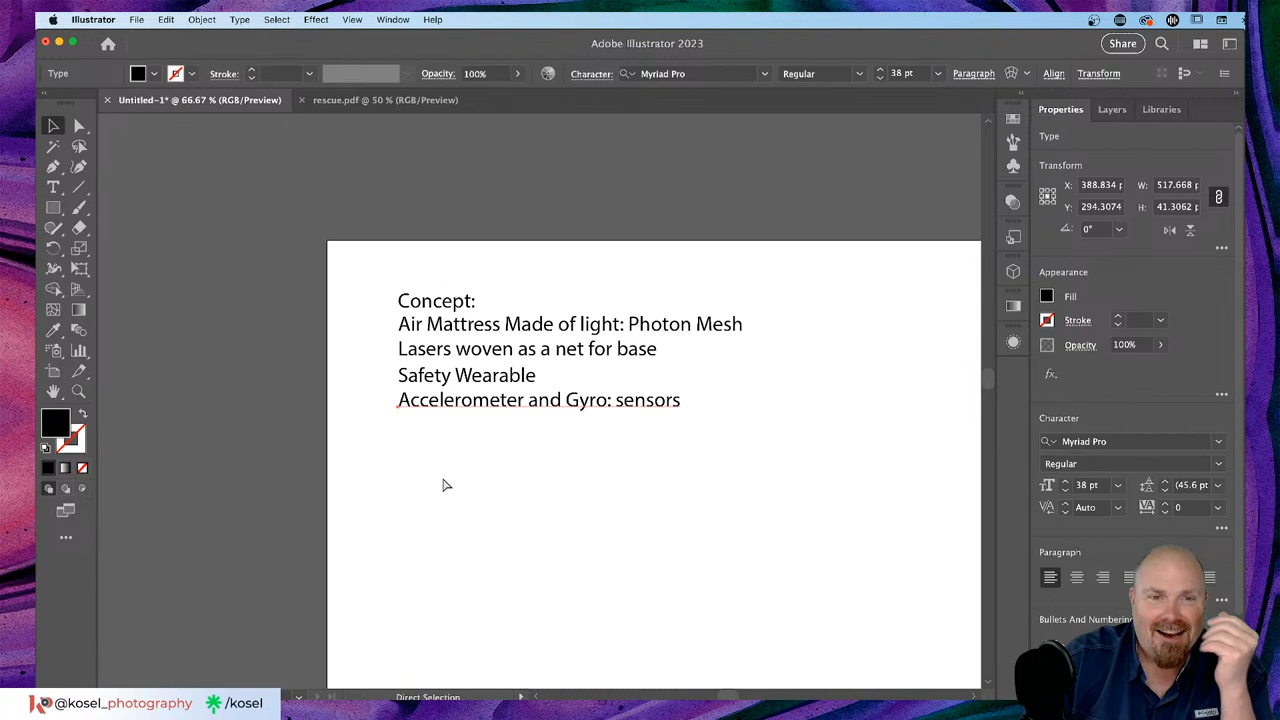 Illustrator File Edit Object Type Select Effect View Window Help
Adobe Illustrator 2023
Share
Type Stroke: Opacity: 100% Character: Myriad Pro Regular 38 pt Paragraph Align Transform
Untitled-1* @ 66.67 % (RGB/Preview) rescue.pdf @ 50 % (RGB/Preview)
Properties Layers Libraries
Type
Transform
X: 388.834 W: 517.668
Y: 294.3074 H: 41.3062
0°
Appearance
Fill
Stroke
Opacity 100%
fx.
Character
Myriad Pro
Regular
38 pt (45.6 pt
Auto 0
Paragraph
Bullets And Numbering
Concept:
Air Mattress Made of light: Photon Mesh
Lasers woven as a net for base
Safety Wearable
Accelerometer and Gyro: sensors
Direct Selection
@kosel_photography /kosel